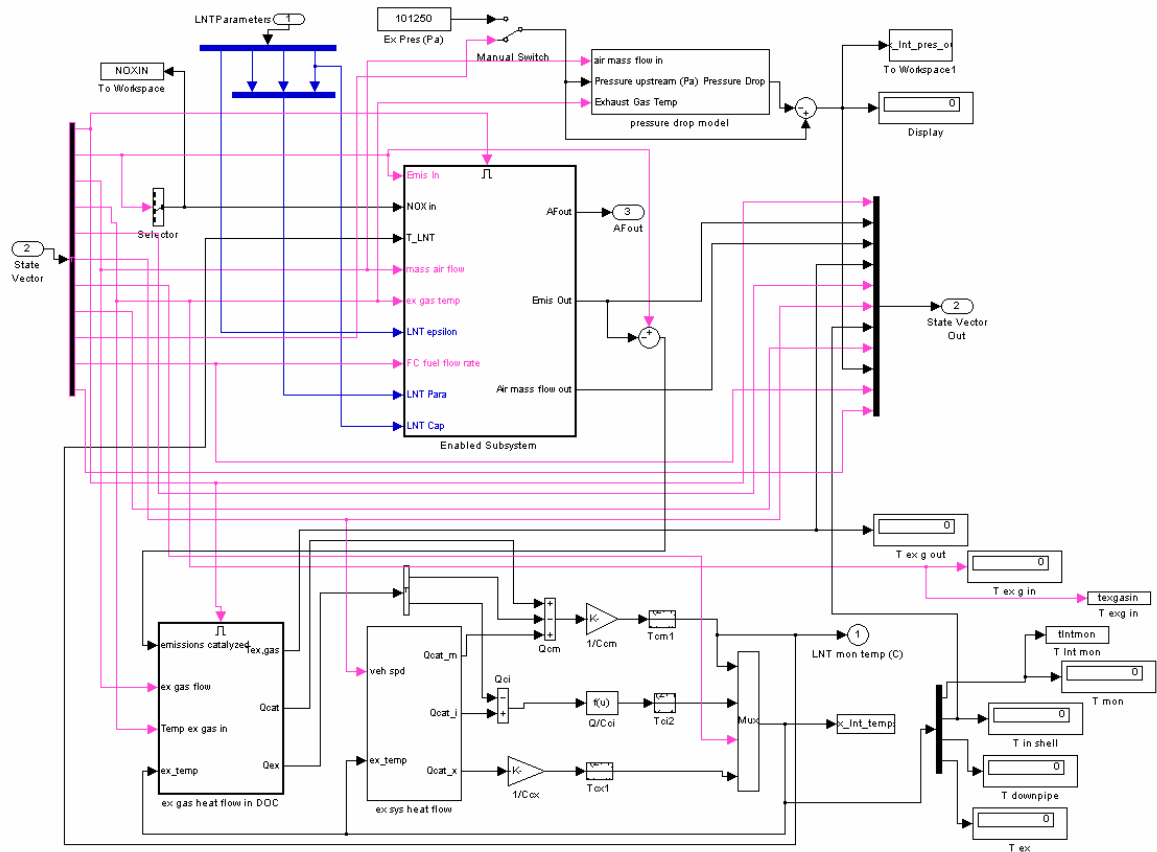 LNTParameters
1
101250
Ex Pres (Pa)
Manual Switch
NOXIN
To Workspace
air mass flow in
Pressure upstream (Pa) Pressure Drop
Exhaust Gas Temp
pressure drop model
x_lnt_pres_ou
To Workspace1
0
Display
2
State
Vector
Selector
Emis In
NOX in
T_LNT
mass air flow
ex gas temp
LNT epsilon
FC fuel flow rate
LNT Para
LNT Cap
AFout
Emis Out
Air mass flow out
Enabled Subsystem
3
AFout
2
State Vector
Out
0
T ex g out
0
T ex g in
texgasin
T exg in
emissions catalyzed
Tex,gas
ex gas flow
Qcat
Temp ex gas in
Qex
ex_temp
ex gas heat flow in DOC
veh spd
Qcat_m
Qcat_i
ex_temp
Qcat_x
ex sys heat flow
Qcm
K-
1/Ccm
Tcm1
Qci
f(u)
Q/Cci
Tci2
K-
1/Ccx
Tcx1
Mux
1
LNT mon temp (C)
x_lnt_temps
tlntmon
T lnt mon
0
T mon
0
T in shell
0
T downpipe
0
T ex